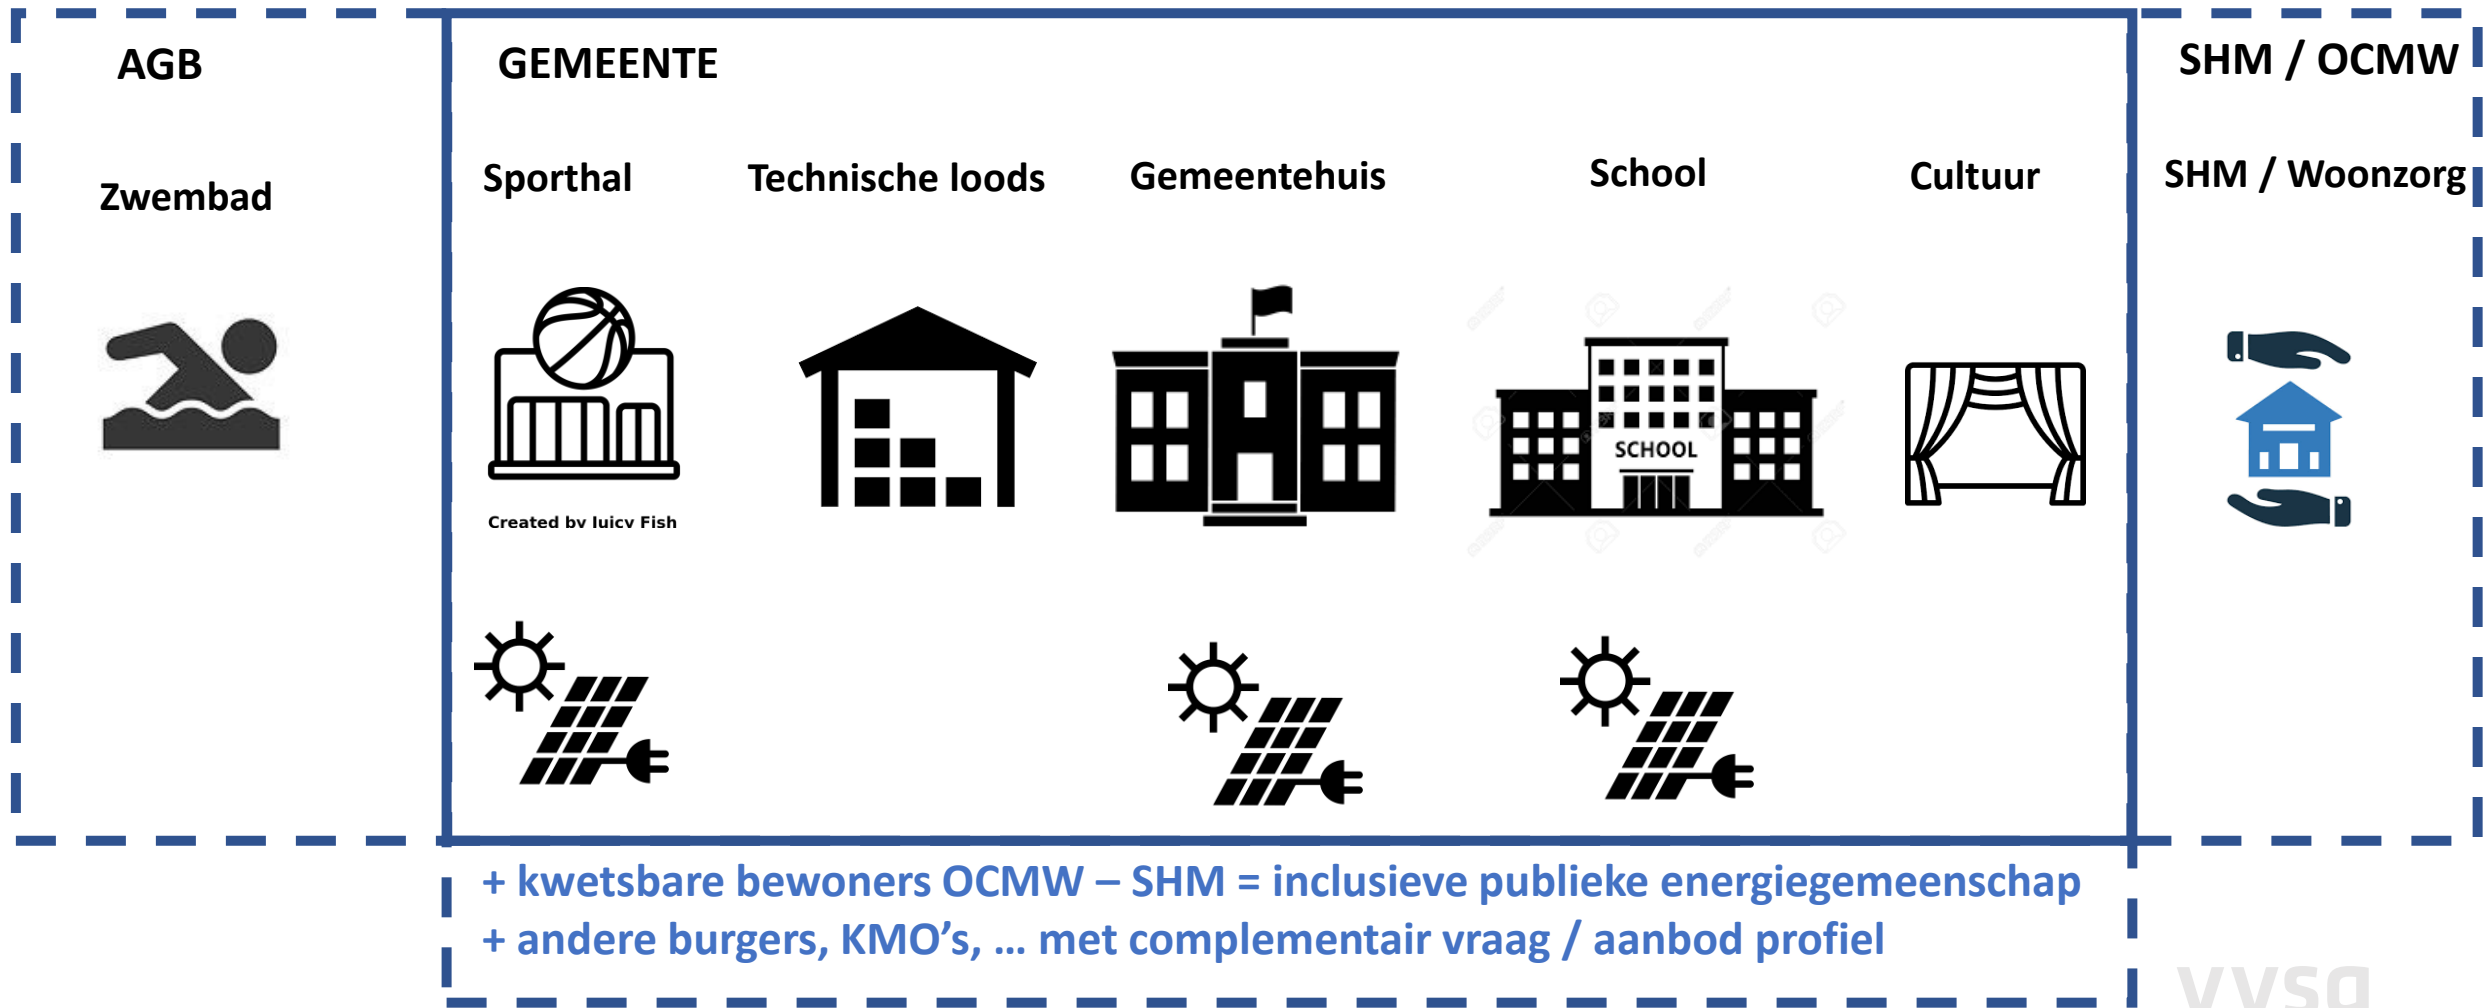 AGB
GEMEENTE
SHM / OCMW
Zwembad
Sporthal
Technische loods
Gemeentehuis
School
Cultuur
SHM / Woonzorg
SCHOOL
Created by Juicy Fish
+ kwetsbare bewoners OCMW – SHM = inclusieve publieke energiegemeenschap
+ andere burgers, KMO's, ... met complementair vraag / aanbod profiel
vvsg